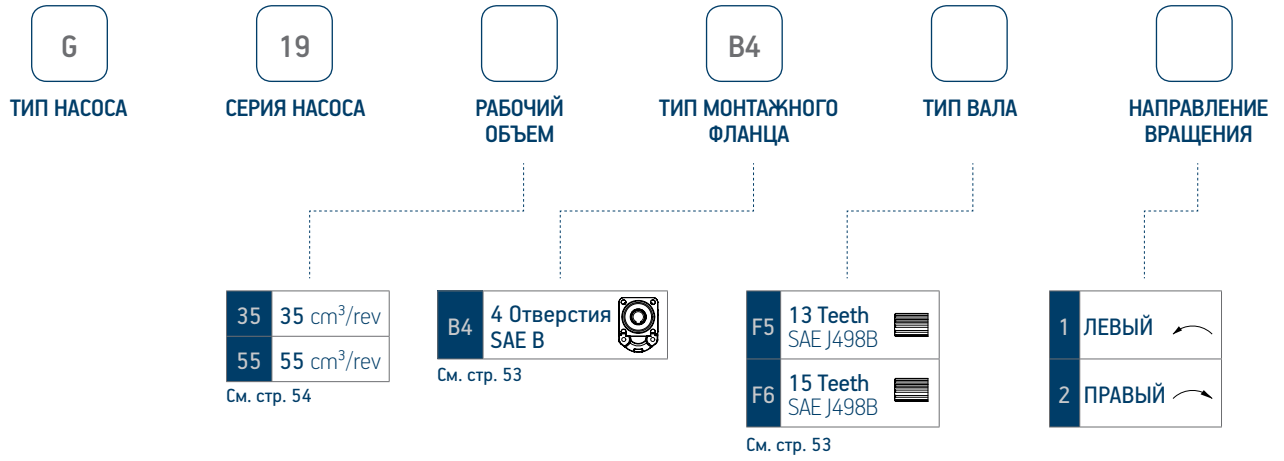 G
19
B4
ТИП НАСОСА
СЕРИЯ НАСОСА
РАБОЧИЙ
ОБЪЕМ
ТИП МОНТАЖНОГО
ФЛАНЦА
ТИП ВАЛА
НАПРАВЛЕНИЕ
ВРАЩЕНИЯ
35 35 cm³/rev
55 55 cm³/rev
См. стр. 54
B4 4 Отверстия
SAE B
См. стр. 53
F5 13 Teeth
SAE J498B
F6 15 Teeth
SAE J498B
См. стр. 53
1 ЛЕВЫЙ
2 ПРАВЫЙ